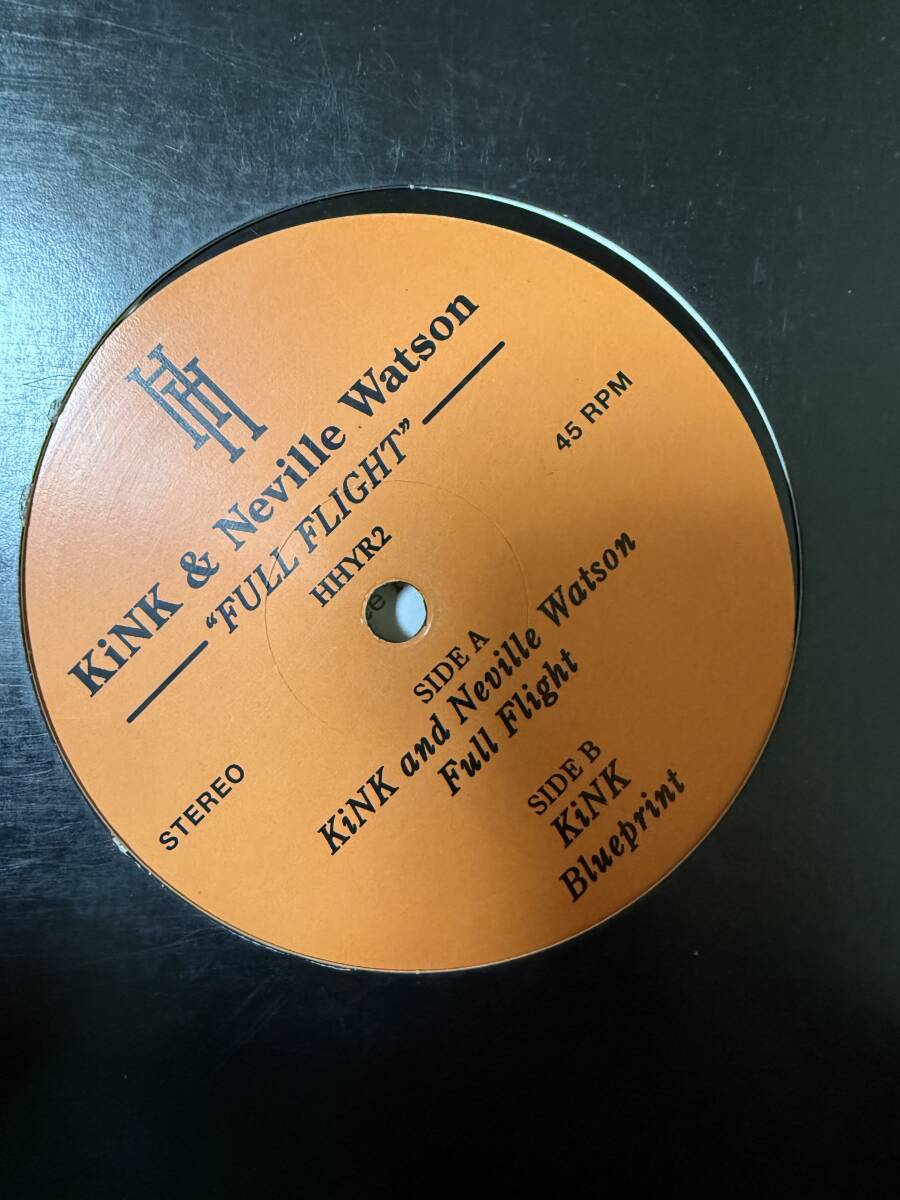 HHH
KiNK & Neville Watson
“FULL FLIGHT”
HHYR2
45 RPM
STEREO
SIDE A
KiNK and Neville Watson
Full Flight
SIDE B
KiNK
Blueprint